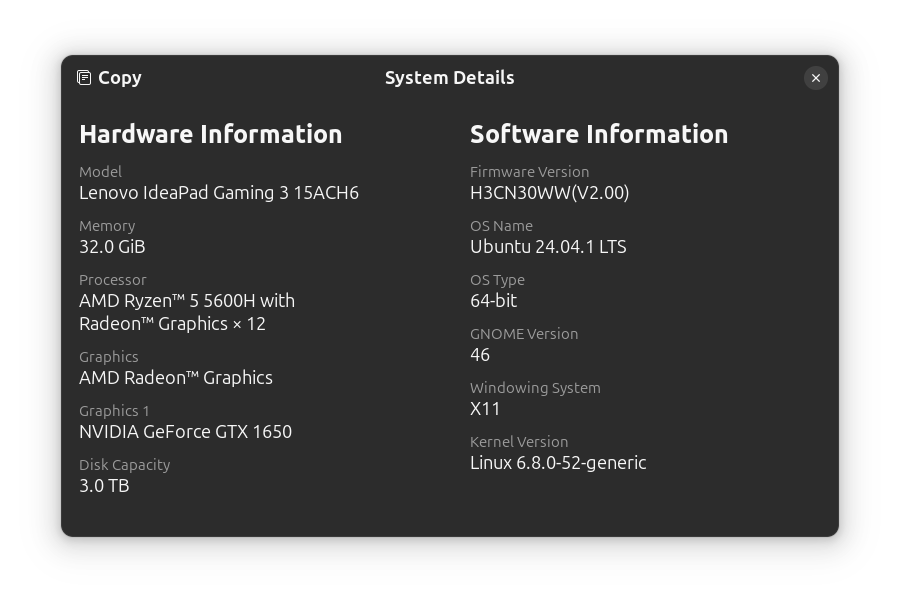 Copy
System Details
Hardware Information
Model
Lenovo IdeaPad Gaming 3 15ACH6
Memory
32.0 GiB
Processor
AMD Ryzen™ 5 5600H with
Radeon™ Graphics × 12
Graphics
AMD Radeon™ Graphics
Graphics 1
NVIDIA GeForce GTX 1650
Disk Capacity
3.0 TB
Software Information
Firmware Version
H3CN30WW(V2.00)
OS Name
Ubuntu 24.04.1 LTS
OS Type
64-bit
GNOME Version
46
Windowing System
X11
Kernel Version
Linux 6.8.0-52-generic